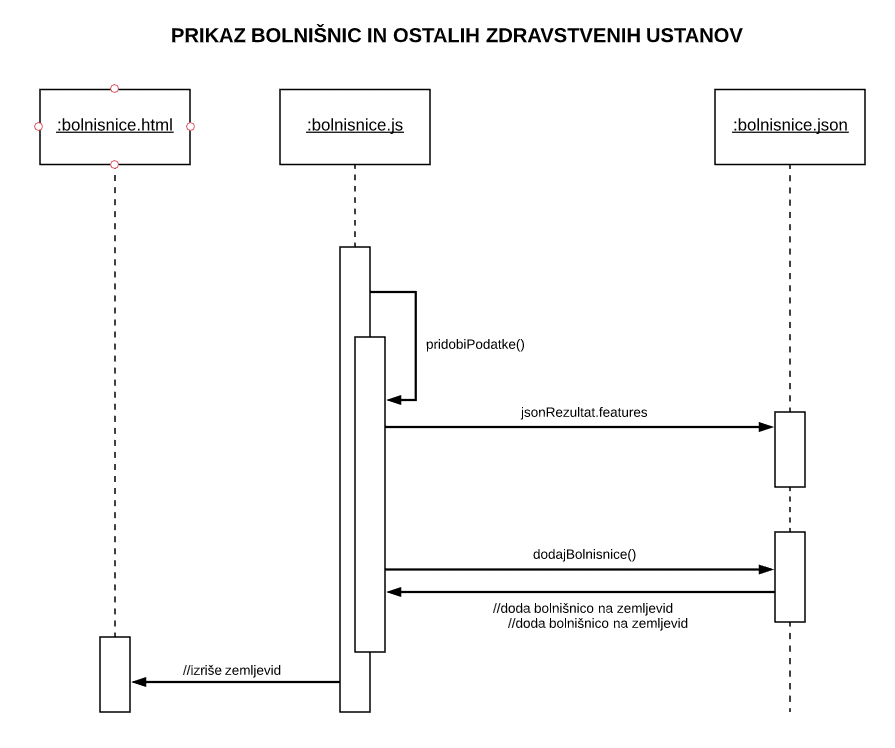 PRIKAZ BOLNIŠNIC IN OSTALIH ZDRAVSTVENIH USTANOV
:bolnisnice.html
:bolnisnice.js
:bolnisnice.json
pridobiPodatke()
jsonRezultat.features
dodajBolnisnice()
//doda bolnišnico na zemljevid
//doda bolnišnico na zemljevid
//izriše zemljevid